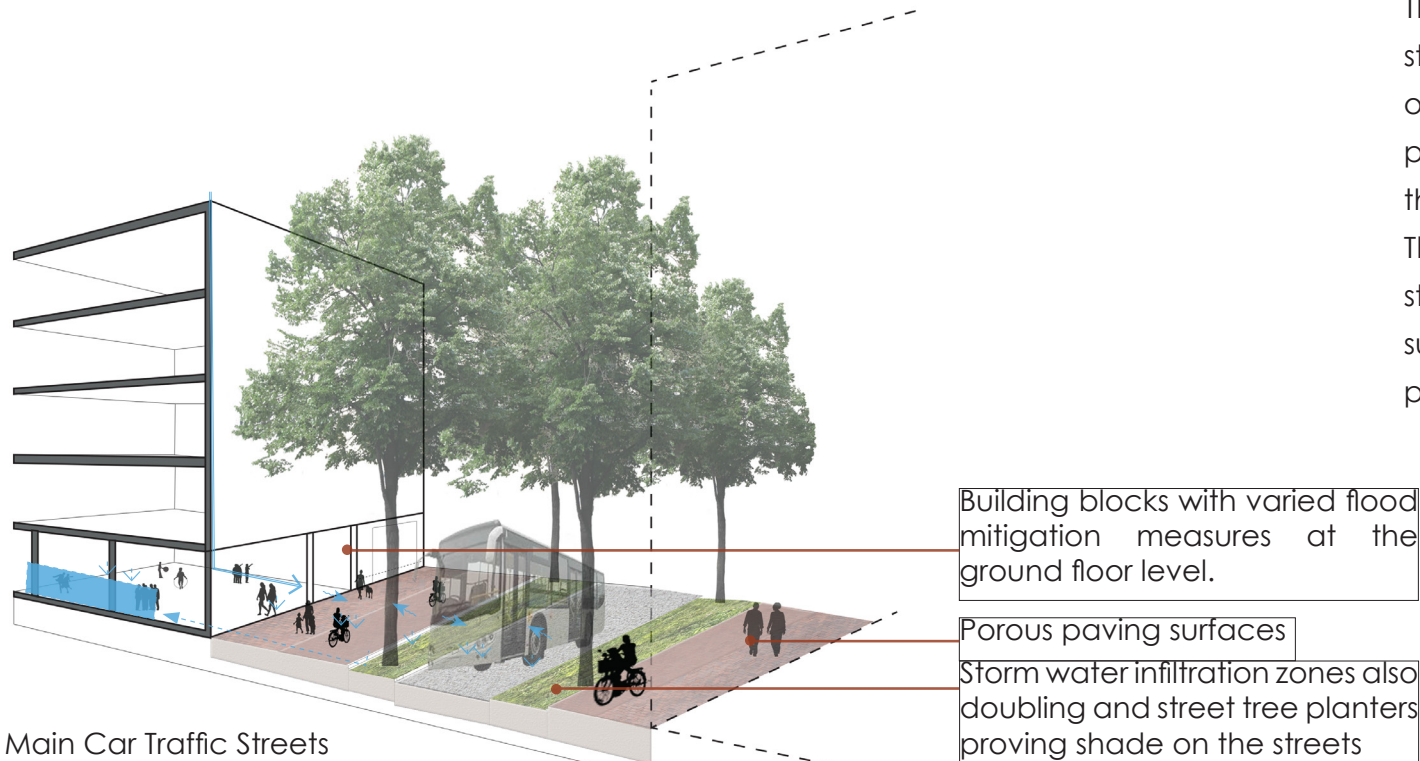 Building blocks with varied flood
mitigation measures at the
ground floor level.
Porous paving surfaces
Storm water infiltration zones also
doubling and street tree planters
proving shade on the streets
Main Car Traffic Streets